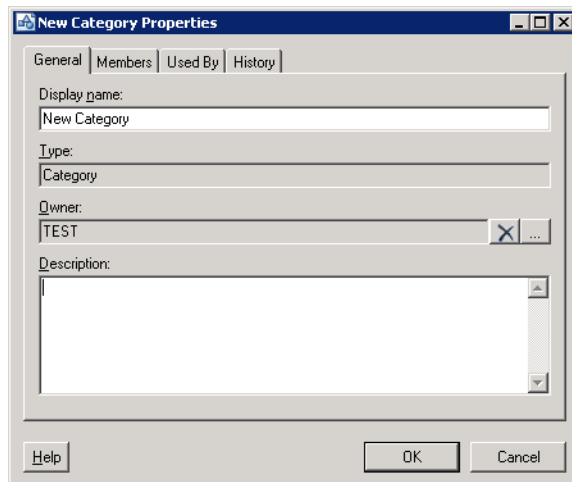 New Category Properties
General Members Used By History
Display name:
New Category
Type:
Category
Owner:
TEST
...
Description:
Help OK Cancel